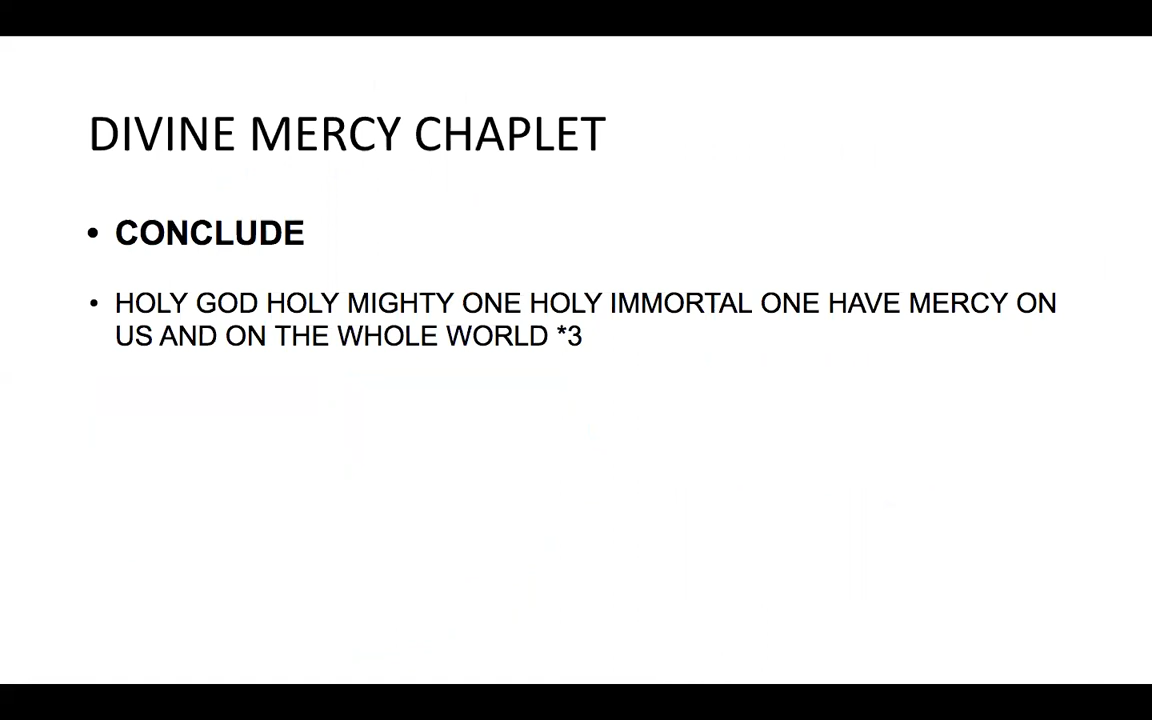 DIVINE MERCY CHAPLET
• CONCLUDE
• HOLY GOD HOLY MIGHTY ONE HOLY IMMORTAL ONE HAVE MERCY ON
US AND ON THE WHOLE WORLD *3